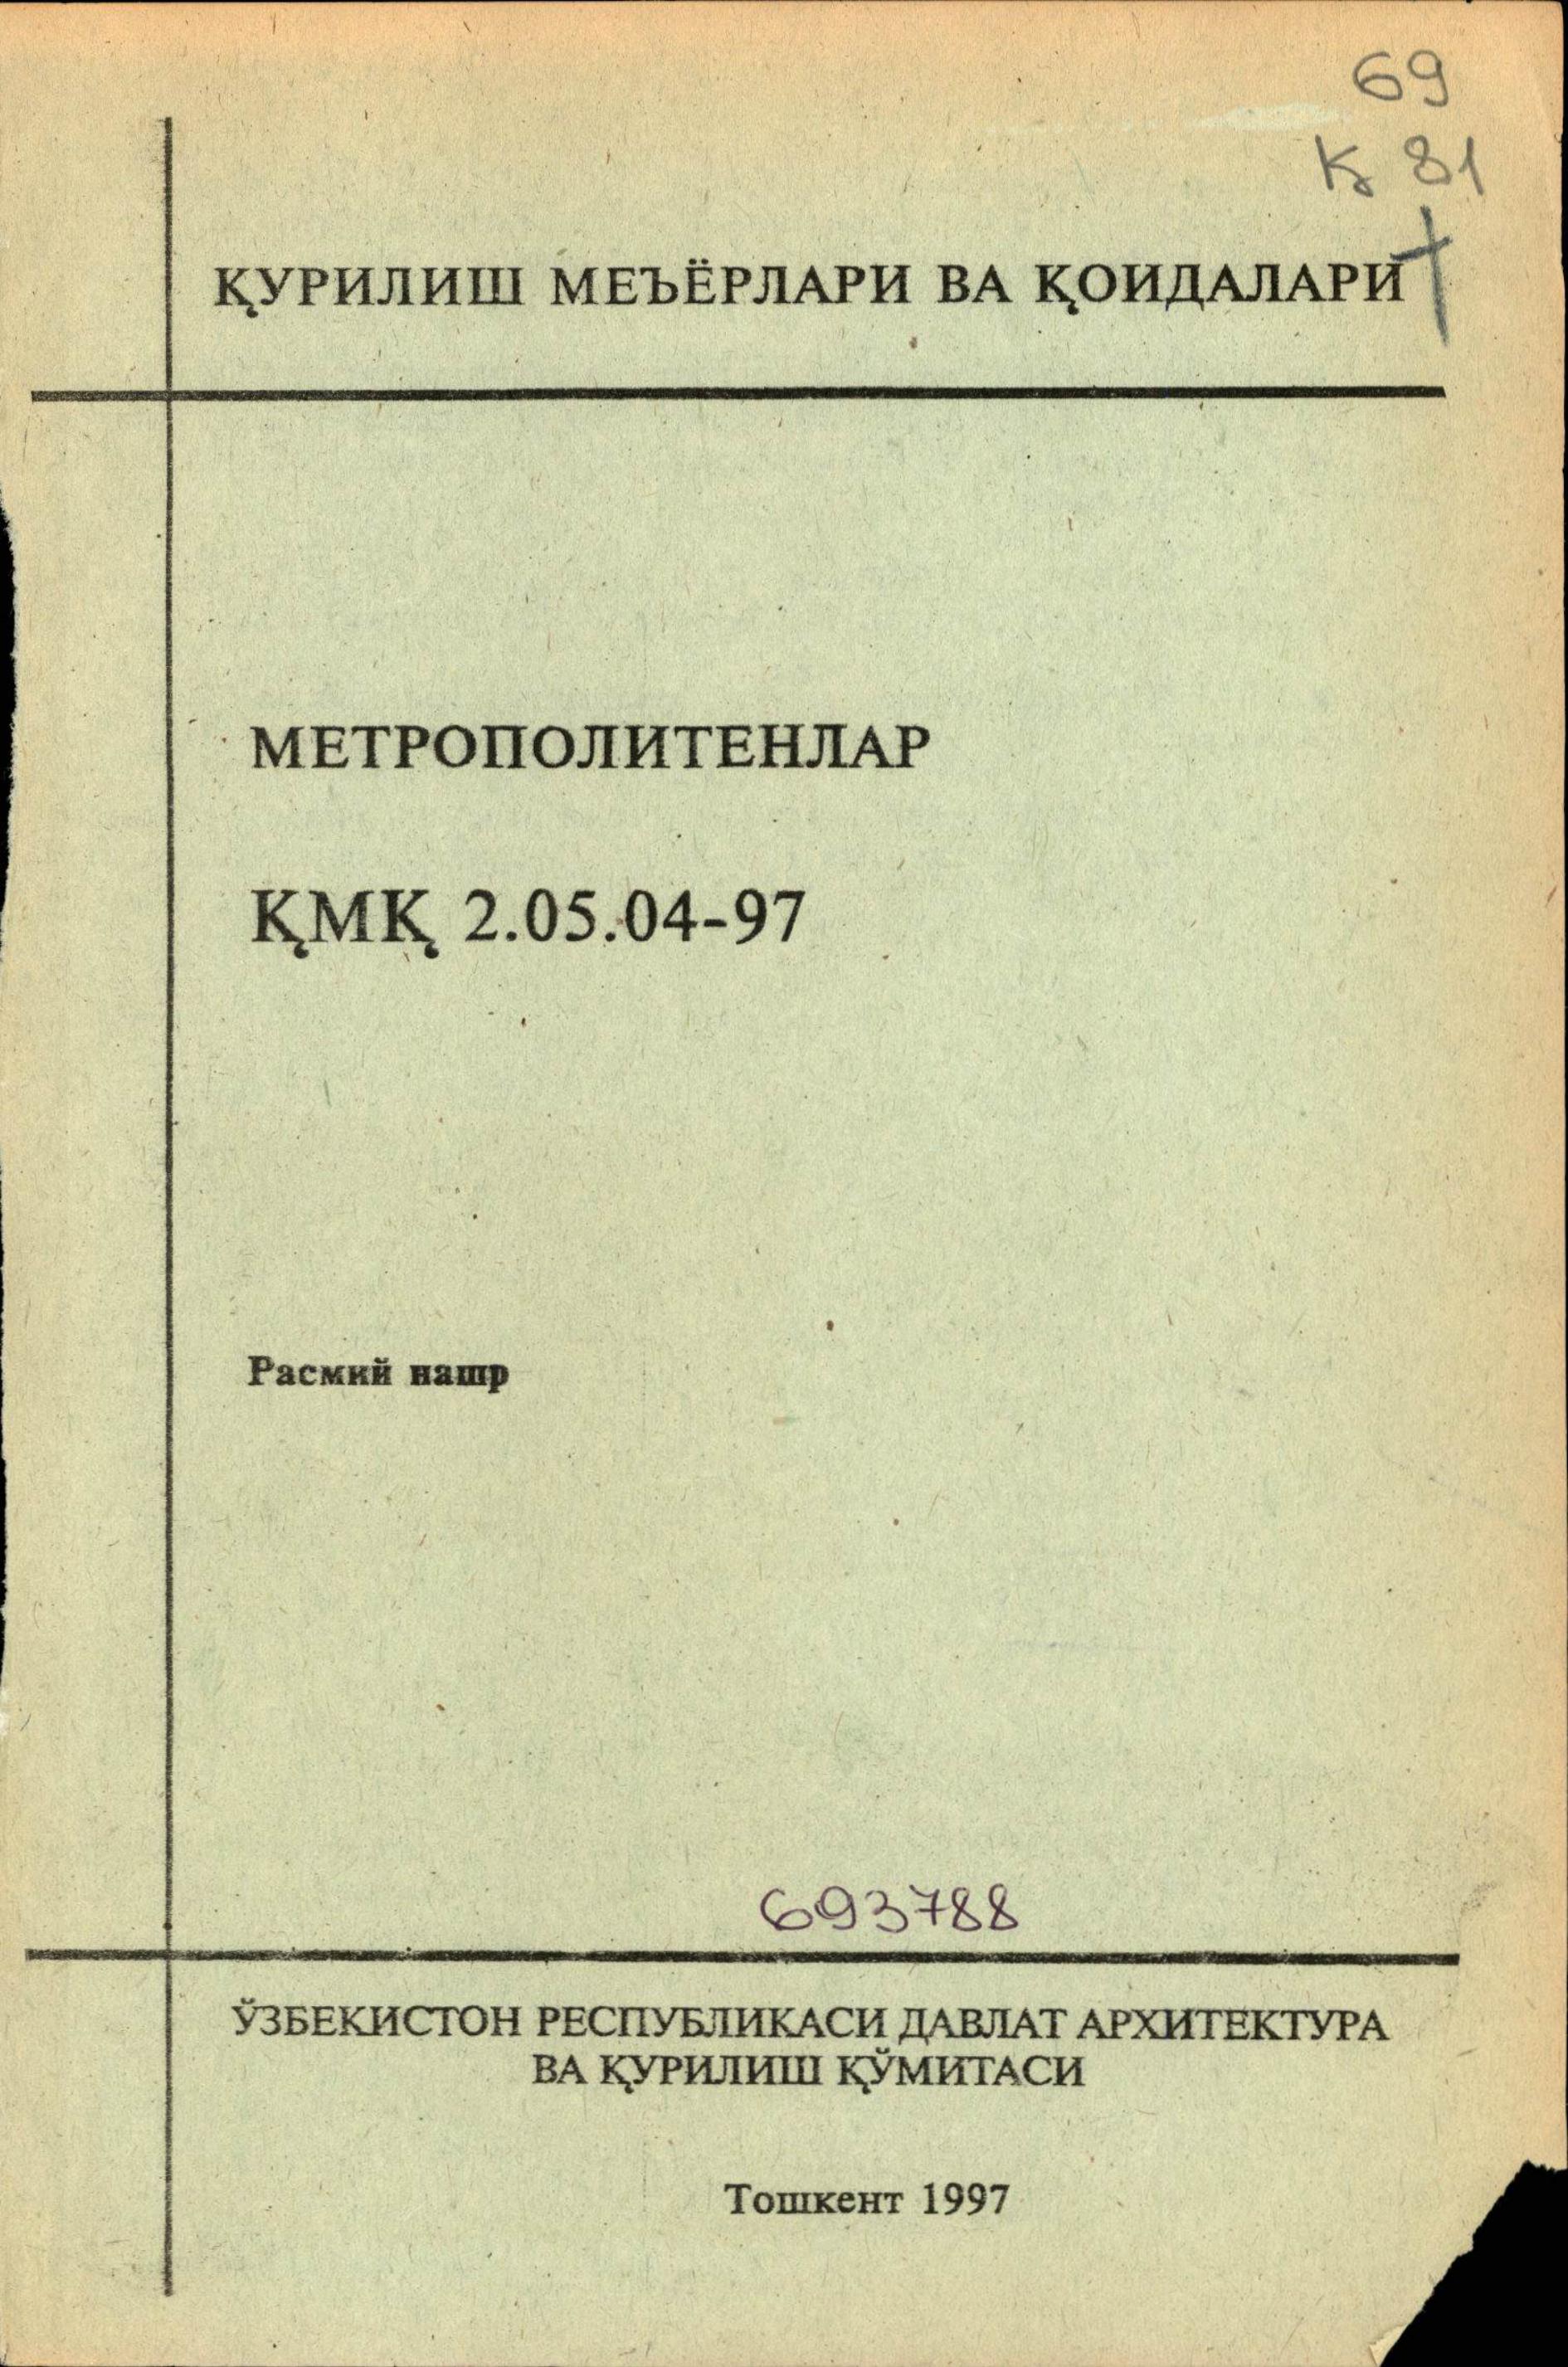 69
Қ 81
ҚУРИЛИШ МЕЪЁРЛАРИ ВА ҚОИДАЛАРИ
МЕТРОПОЛИТЕНЛАР
ҚМҚ 2.05.04-97
Расмий нашр
693788
ЎЗБЕКИСТОН РЕСПУБЛИКАСИ ДАВЛАТ АРХИТЕКТУРА
ВА ҚУРИЛИШ ҚЎМИТАСИ
Тошкент 1997